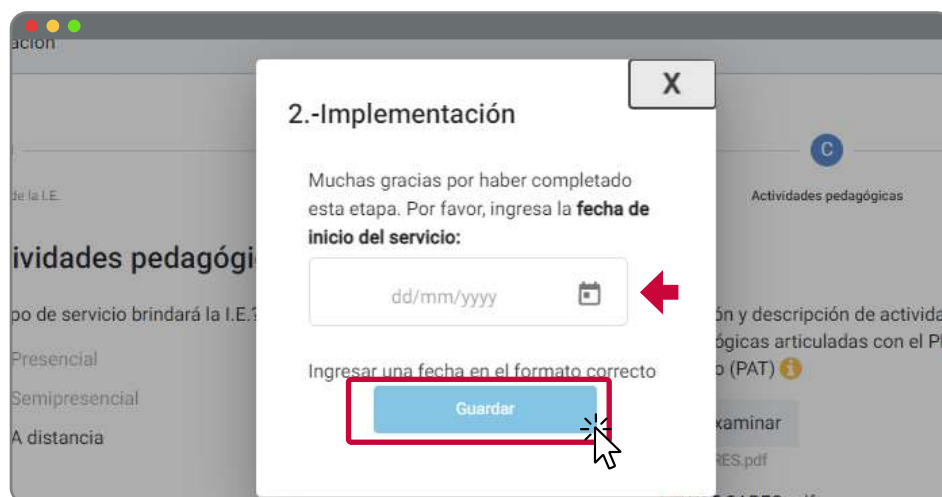 ación
X
2.-Implementación
C
de la I.E.
Actividades pedagógicas
Muchas gracias por haber completado
esta etapa. Por favor, ingresa la fecha de
inicio del servicio:
ividades pedagógi
dd/mm/yyyy
po de servicio brindará la I.E.?
ón y descripción de activida
ógicas articuladas con el Pl
Presencial
o (PAT)
Ingresar una fecha en el formato correcto
Semipresencial
Guardar
xaminar
A distancia
RES.pdf